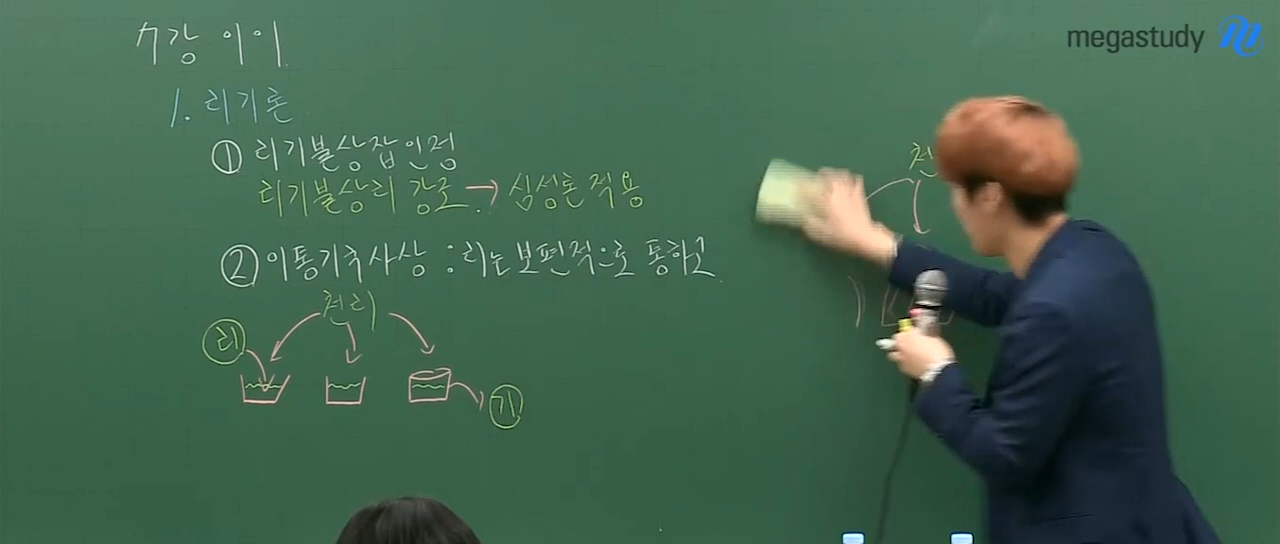 megastudy
7강 이이
1. 리기론
① 리기불상잡 인정
리기불상리 강조 → 심성론 적용
② 이통기국 사상 : 리는 보편적으로 통하고
천리
리
기
천